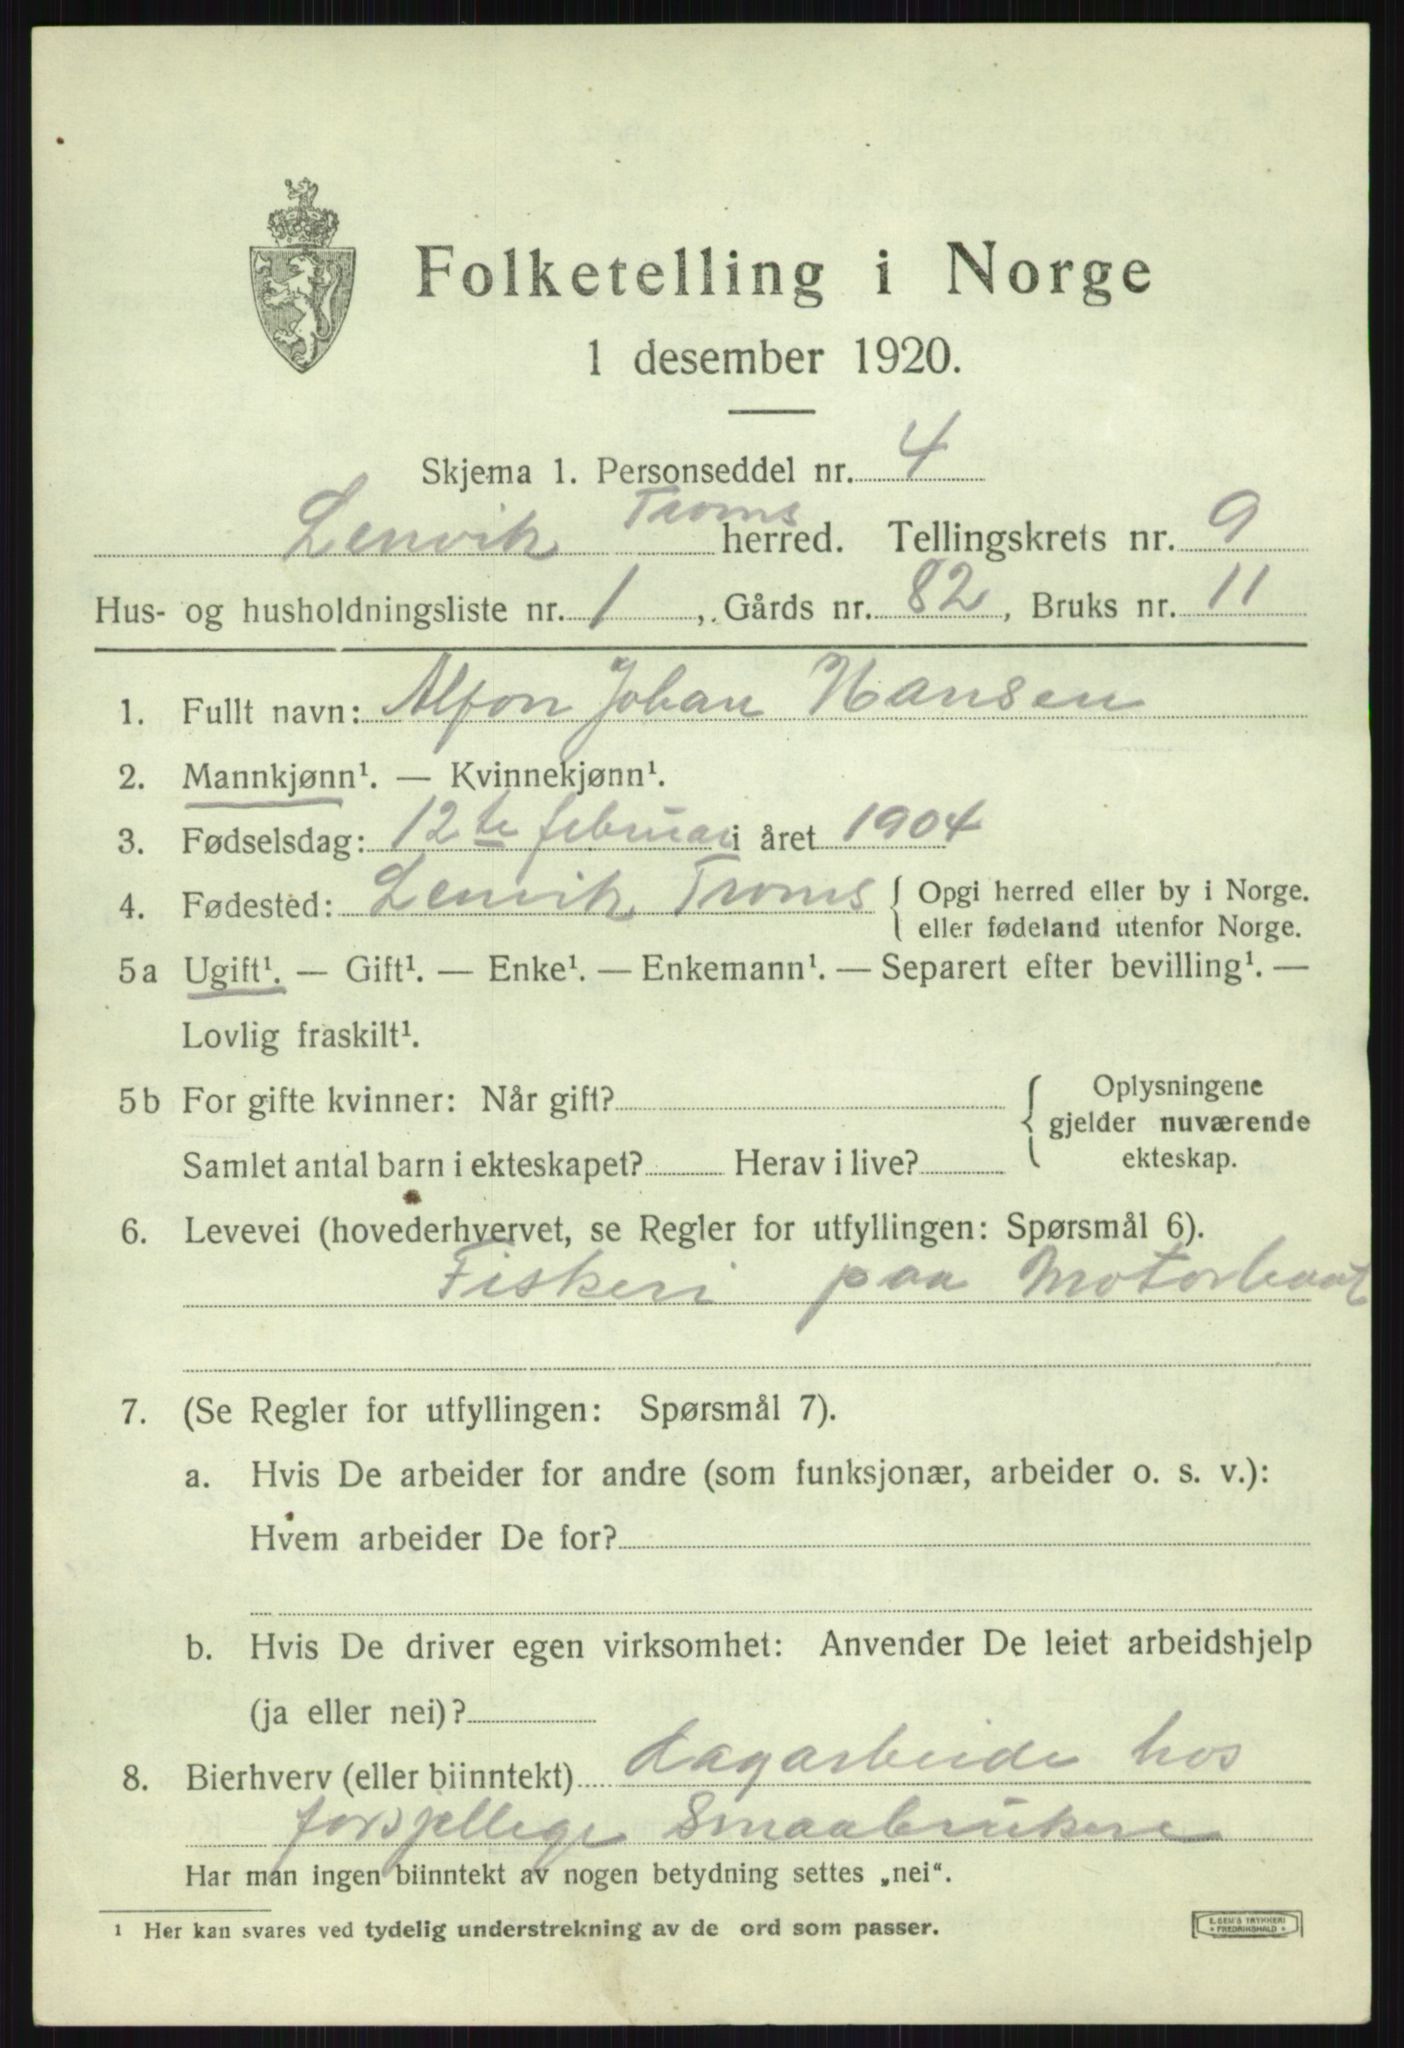 Folketelling i Norge
1 desember 1920.
Skjema 1. Personseddel nr. 4
Lenvik Troms herred. Tellingskrets nr. 9
Hus- og husholdningsliste nr. 1, Gårds nr. 82, Bruks nr. 11
1. Fullt navn: Alfon Johan Hansen
2. Mannkjønn¹. — Kvinnekjønn¹.
3. Fødselsdag: 12te februar i året 1904
4. Fødested: Lenvik Troms { Opgi herred eller by i Norge.
eller fødeland utenfor Norge.
5a Ugift¹. — Gift¹. — Enke¹. — Enkemann¹. — Separert efter bevilling¹. —
Lovlig fraskilt¹.
5b For gifte kvinner: Når gift? { Oplysningene
gjelder nuværende
Samlet antal barn i ekteskapet? Herav i live? ekteskap.
6. Levevei (hovederhvervet, se Regler for utfyllingen: Spørsmål 6).
Fiskeri paa Motorbaat
7. (Se Regler for utfyllingen: Spørsmål 7).
a. Hvis De arbeider for andre (som funksjonær, arbeider o. s. v.):
Hvem arbeider De for?
b. Hvis De driver egen virksomhet: Anvender De leiet arbeidshjelp
(ja eller nei)?
8. Bierhverv (eller biinntekt) dagarbeide hos
forsjellige Smaabrukere
Har man ingen biinntekt av nogen betydning settes „nei“.
¹ Her kan svares ved tydelig understrekning av de ord som passer.
E. SEM'S TRYKKERI
FREDRIKSHALD